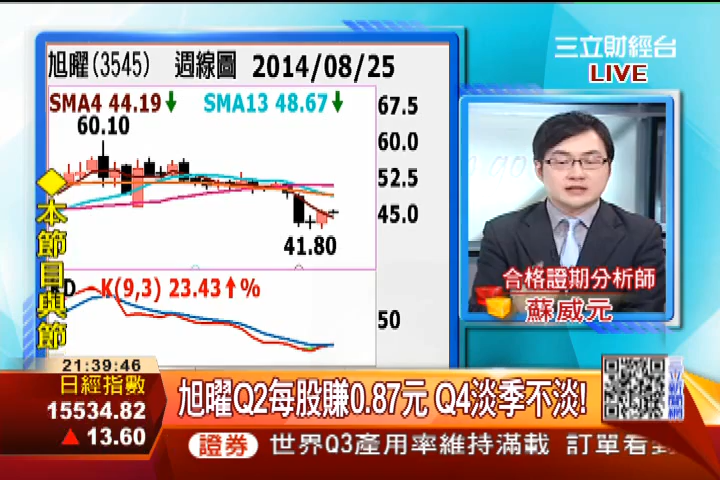 旭曜(3545) 週線圖 2014/08/25
三立財經台
LIVE
SMA4 44.19↓ SMA13 48.67↓
67.5
60.10
60.0
52.5
45.0
41.80
D K(9,3) 23.43↑%
50
◆本節目與節
合格證期分析師
蘇威元
21:39:46
日經指數
15534.82
▲13.60
旭曜Q2每股賺0.87元 Q4淡季不淡!
證券 世界Q3產用率維持滿載 訂單看到